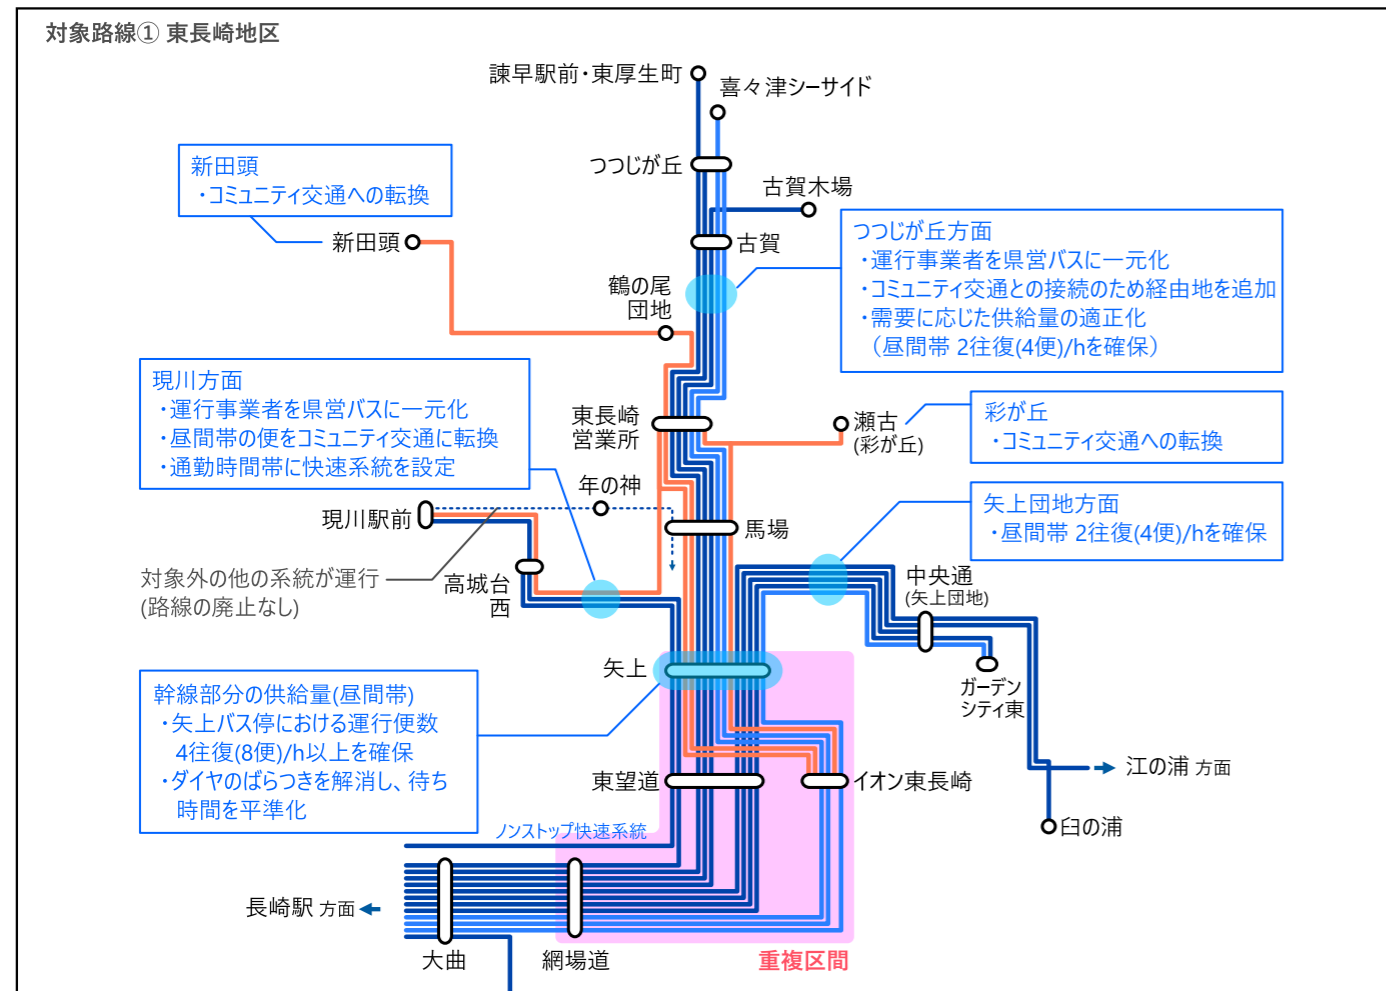 対象路線① 東長崎地区
諫早駅前・東厚生町
喜々津シーサイド
つつじが丘
古賀木場
新田頭
・コミュニティ交通への転換
新田頭
古賀
つつじが丘方面
・運行事業者を県営バスに一元化
・コミュニティ交通との接続のため経由地を追加
・需要に応じた供給量の適正化
（昼間帯 2往復(4便)/hを確保）
鶴の尾
団地
現川方面
・運行事業者を県営バスに一元化
・昼間帯の便をコミュニティ交通に転換
・通勤時間帯に快速系統を設定
東長崎
営業所
瀬古
(彩が丘)
彩が丘
・コミュニティ交通への転換
年の神
現川駅前
馬場
矢上団地方面
・昼間帯 2往復(4便)/hを確保
対象外の他の系統が運行
(路線の廃止なし)
高城台
西
中央通
(矢上団地)
矢上
ガーデン
シティ東
幹線部分の供給量(昼間帯)
・矢上バス停における運行便数
4往復(8便)/h以上を確保
・ダイヤのばらつきを解消し、待ち
時間を平準化
東望道
イオン東長崎
江の浦 方面
臼の浦
ノンストップ快速系統
長崎駅 方面
大曲
網場道
重複区間